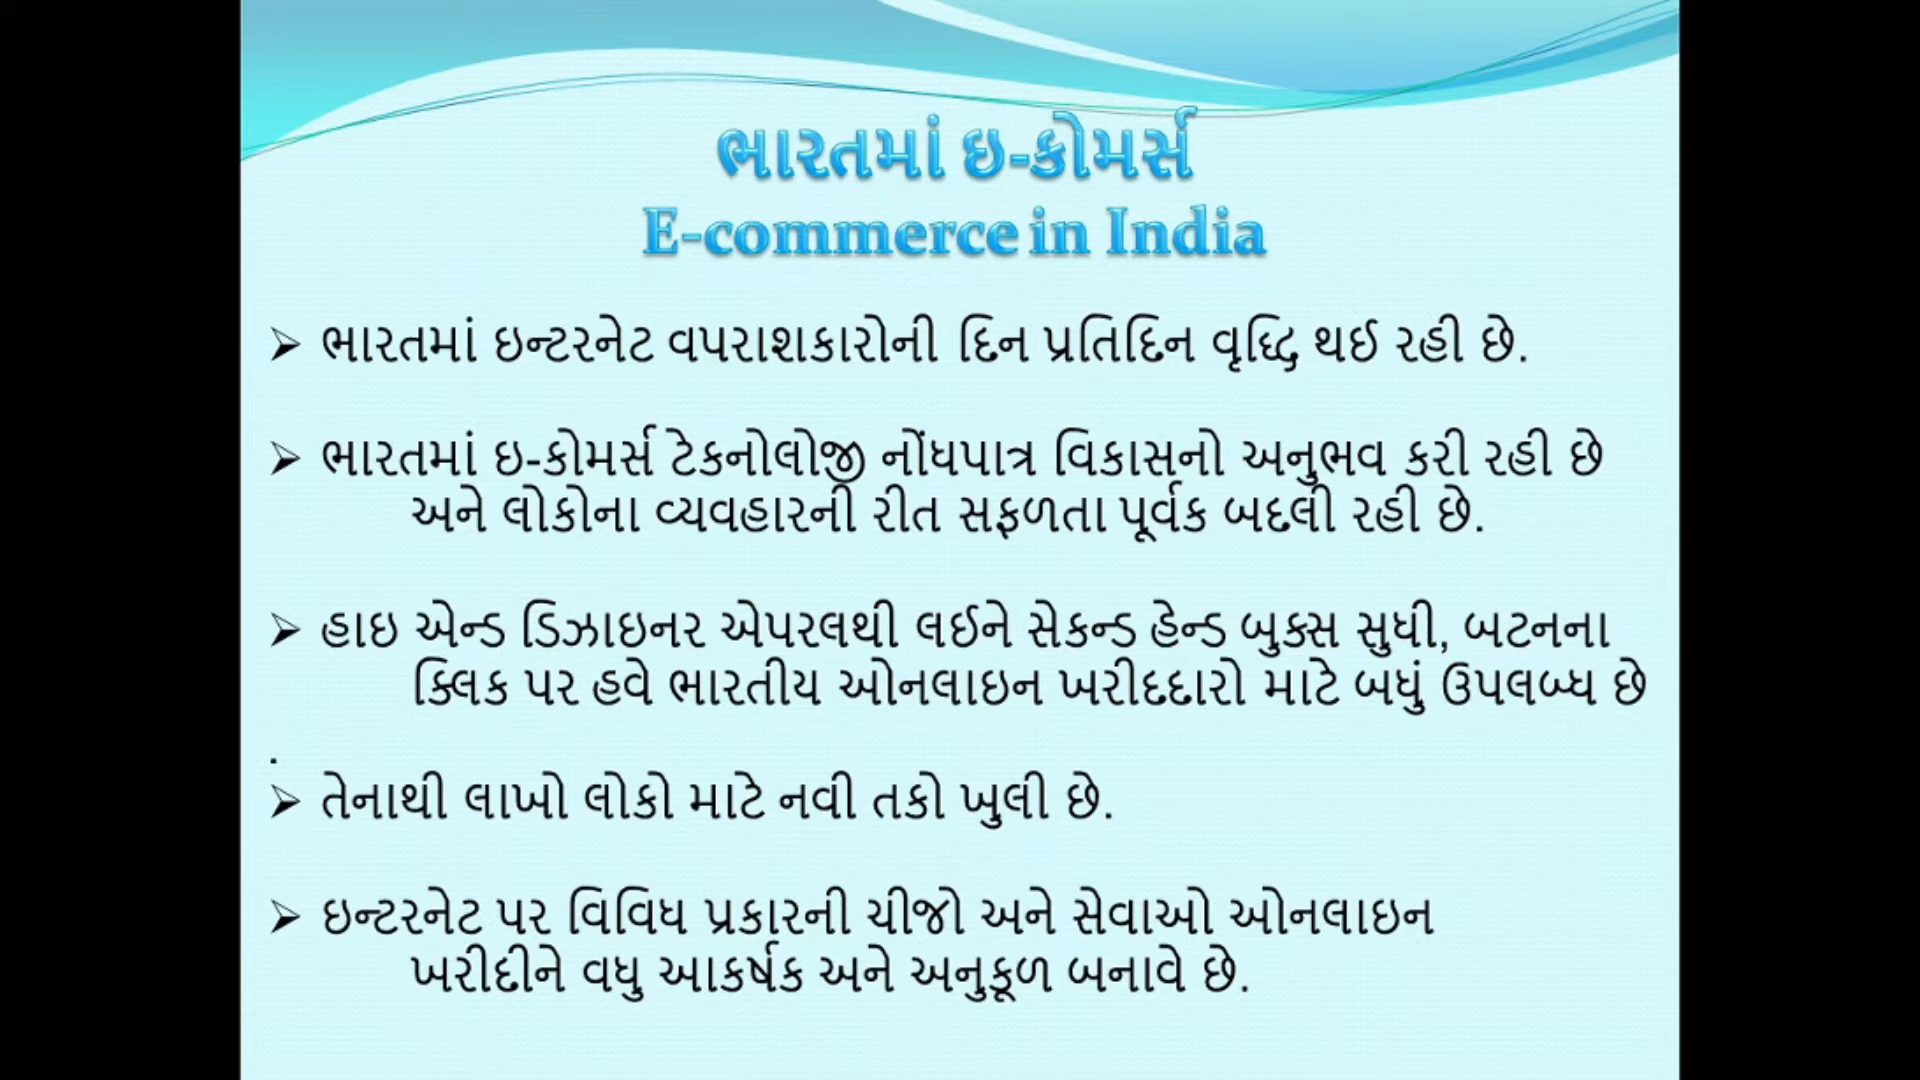 ભારતમાં ઇ-કોમર્સ
E-commerce in India
➢ ભારતમાં ઇન્ટરનેટ વપરાશકારોની દિન પ્રતિદિન વૃદ્ધિ થઈ રહી છે.
➢ ભારતમાં ઇ-કોમર્સ ટેકનોલોજી નોંધપાત્ર વિકાસનો અનુભવ કરી રહી છે
અને લોકોના વ્યવહારની રીત સફળતા પૂર્વક બદલી રહી છે.
➢ હાઇ એન્ડ ડિઝાઇનર એપરલથી લઈને સેકન્ડ હેન્ડ બુક્સ સુધી, બટનના
ક્લિક પર હવે ભારતીય ઓનલાઇન ખરીદદારો માટે બધું ઉપલબ્ધ છે
.
➢ તેનાથી લાખો લોકો માટે નવી તકો ખુલી છે.
➢ ઇન્ટરનેટ પર વિવિધ પ્રકારની ચીજો અને સેવાઓ ઓનલાઇન
ખરીદીને વધુ આકર્ષક અને અનુકૂળ બનાવે છે.